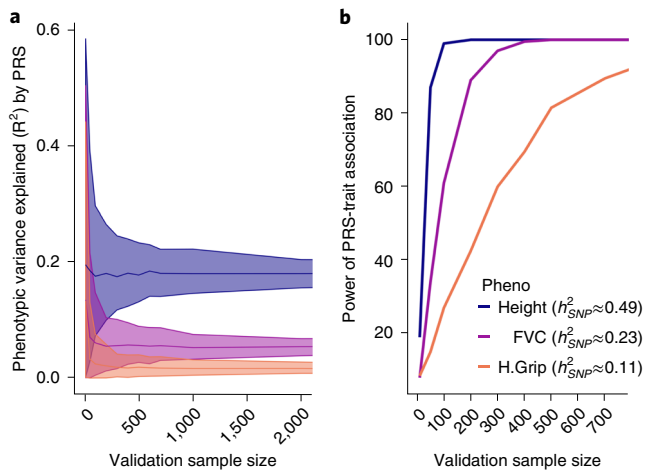 a
Phenotypic variance explained (R²) by PRS
0.6
0.4
0.2
0.0
0
500
1,000
1,500
2,000
Validation sample size
b
Power of PRS-trait association
100
80
60
40
20
Pheno
Height (h²SNP≈0.49)
FVC (h²SNP≈0.23)
H.Grip (h²SNP≈0.11)
0
100
200
300
400
500
600
700
Validation sample size